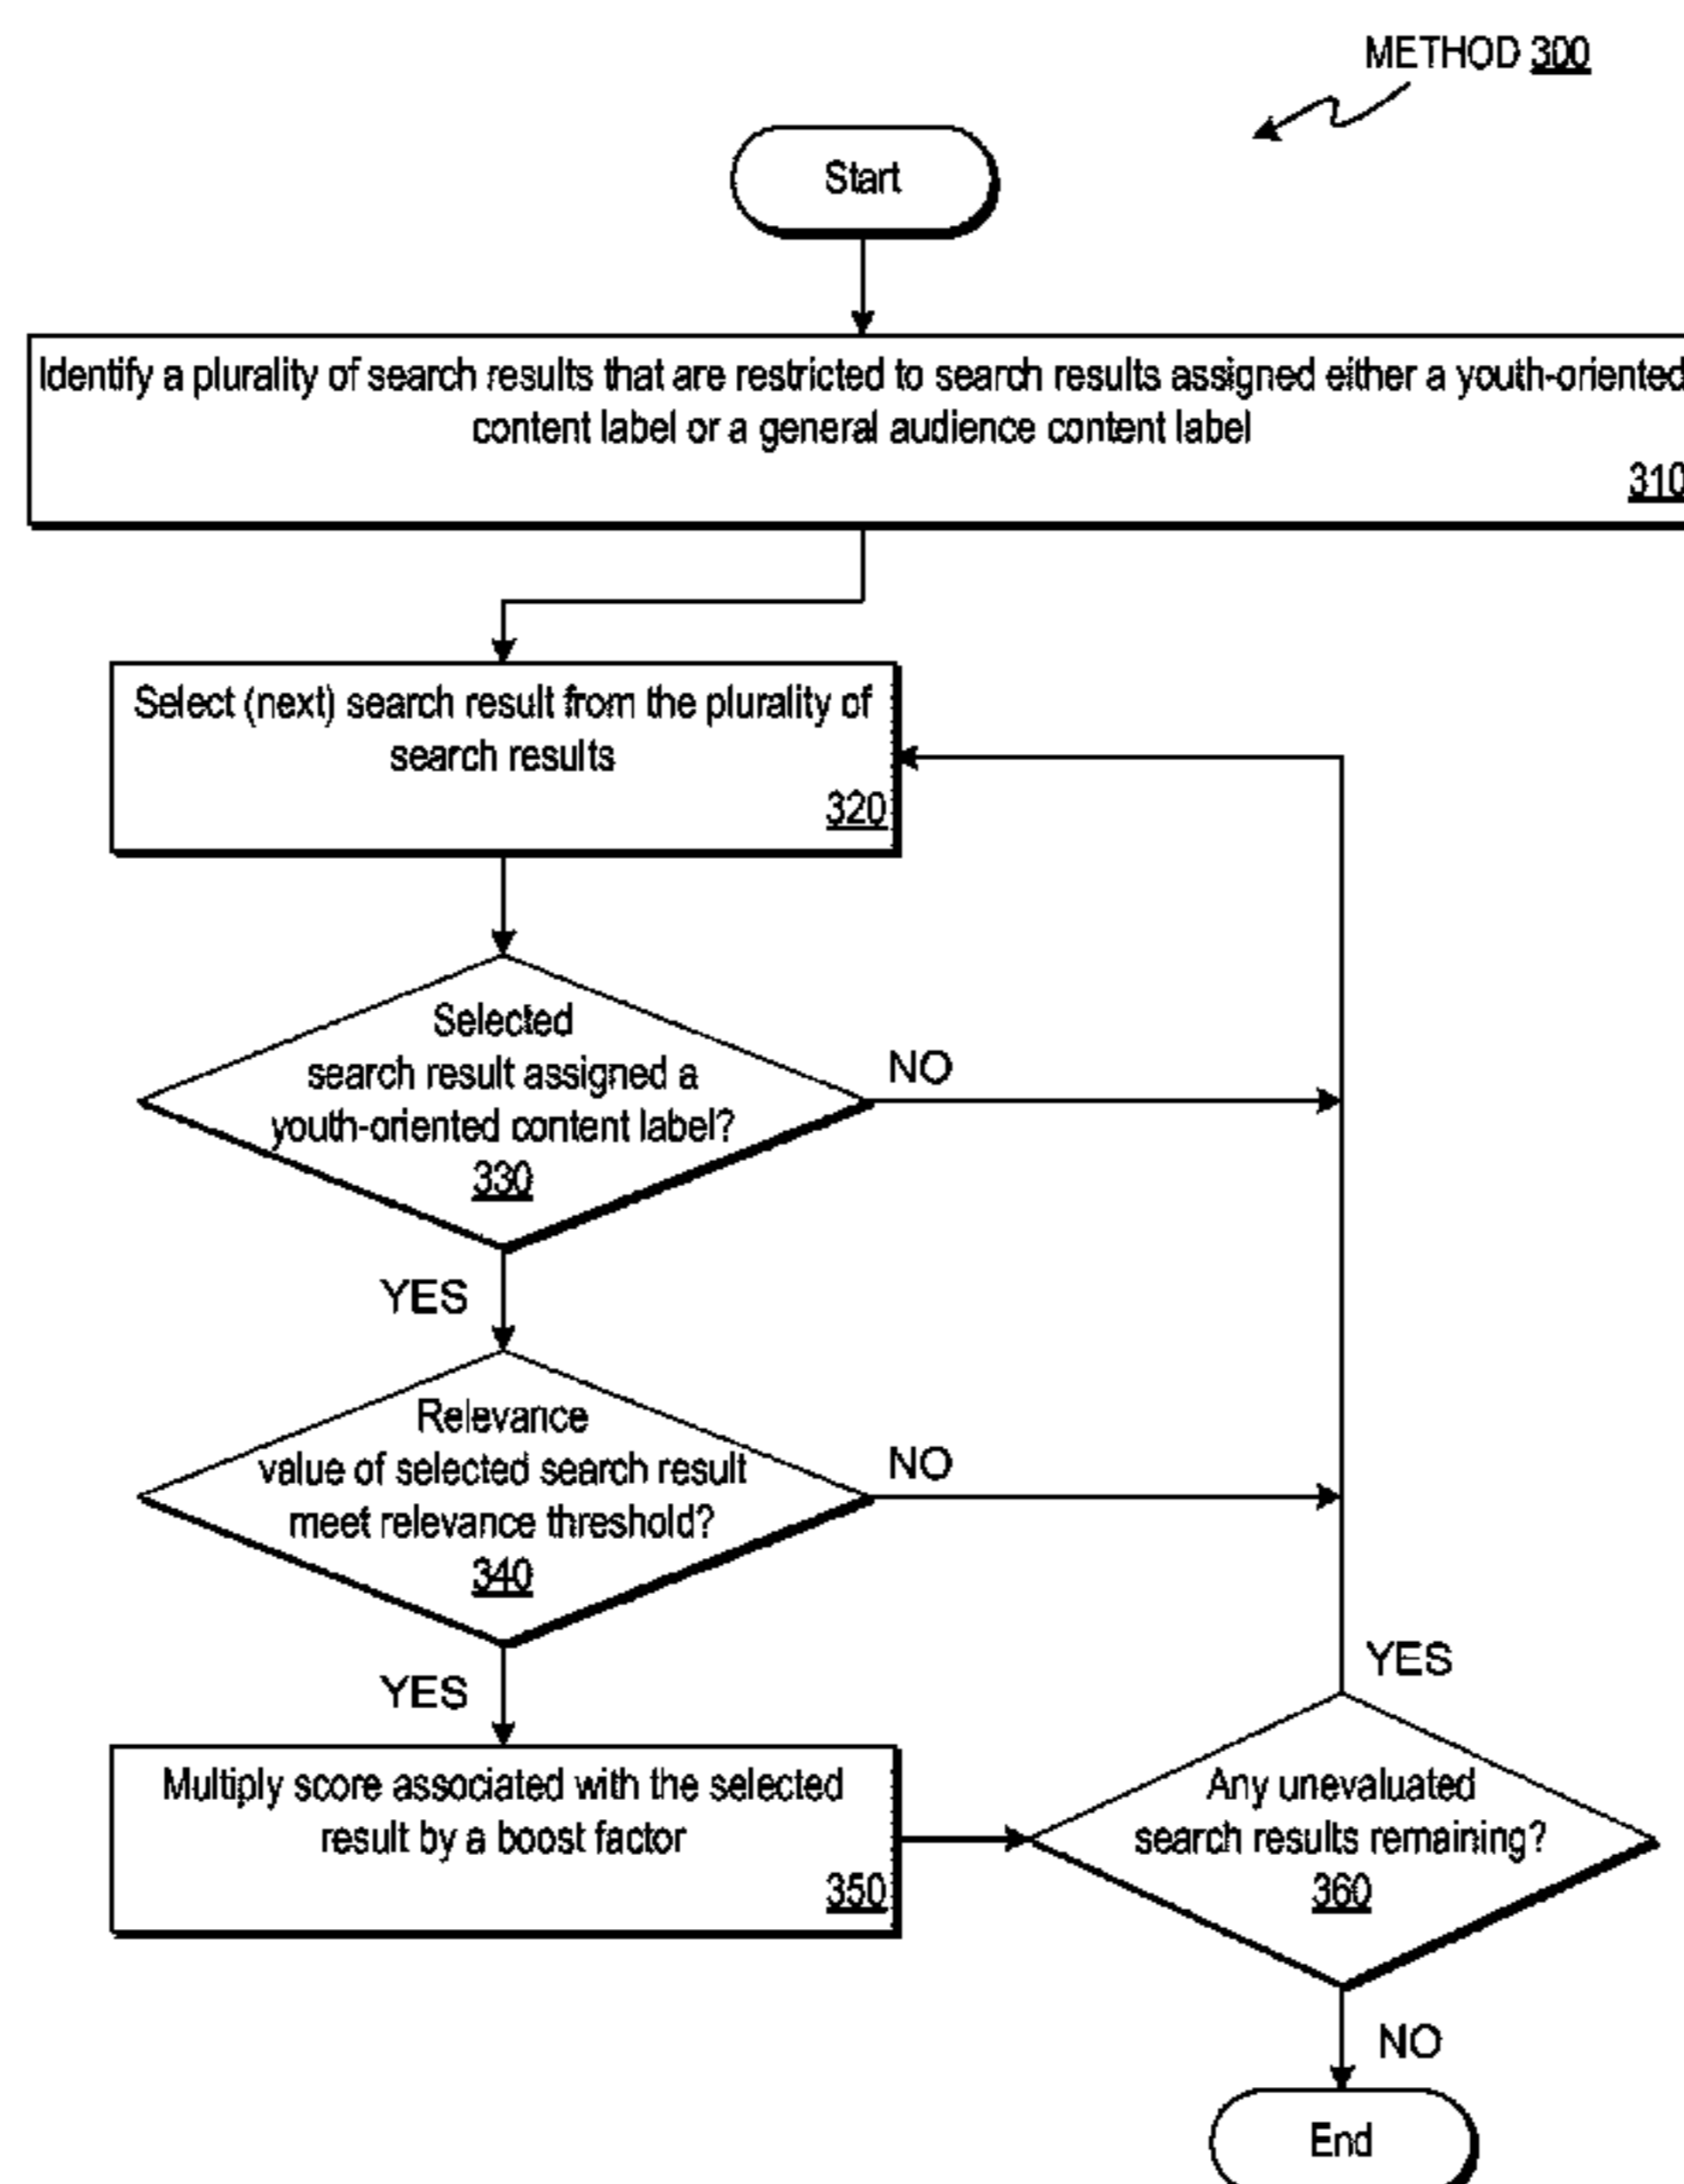 METHOD 300
Start
Identify a plurality of search results that are restricted to search results assigned either a youth-oriented
content label or a general audience content label
310
Select (next) search result from the plurality of
search results
320
Selected
search result assigned a
youth-oriented content label?
330
NO
YES
Relevance
value of selected search result
meet relevance threshold?
340
NO
YES
Multiply score associated with the selected
result by a boost factor
350
YES
Any unevaluated
search results remaining?
360
NO
End